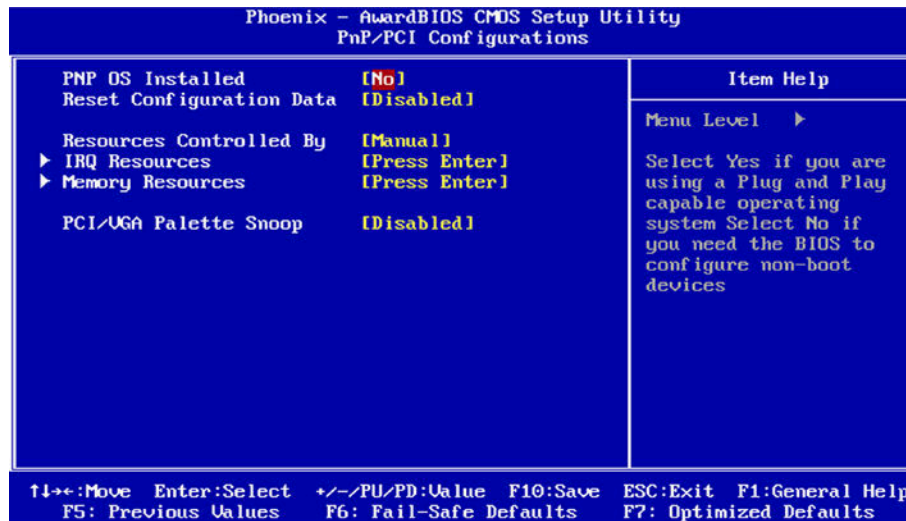 Phoenix - AwardBIOS CMOS Setup Utility
PnP/PCI Configurations
PNP OS Installed [No]
Reset Configuration Data [Disabled]
Resources Controlled By [Manual]
▶ IRQ Resources [Press Enter]
▶ Memory Resources [Press Enter]
PCI/VGA Palette Snoop [Disabled]
Item Help
Menu Level ▶
Select Yes if you are
using a Plug and Play
capable operating
system Select No if
you need the BIOS to
configure non-boot
devices
↑↓→←:Move Enter:Select +/-/PU/PD:Value F10:Save ESC:Exit F1:General Help
F5: Previous Values F6: Fail-Safe Defaults F7: Optimized Defaults